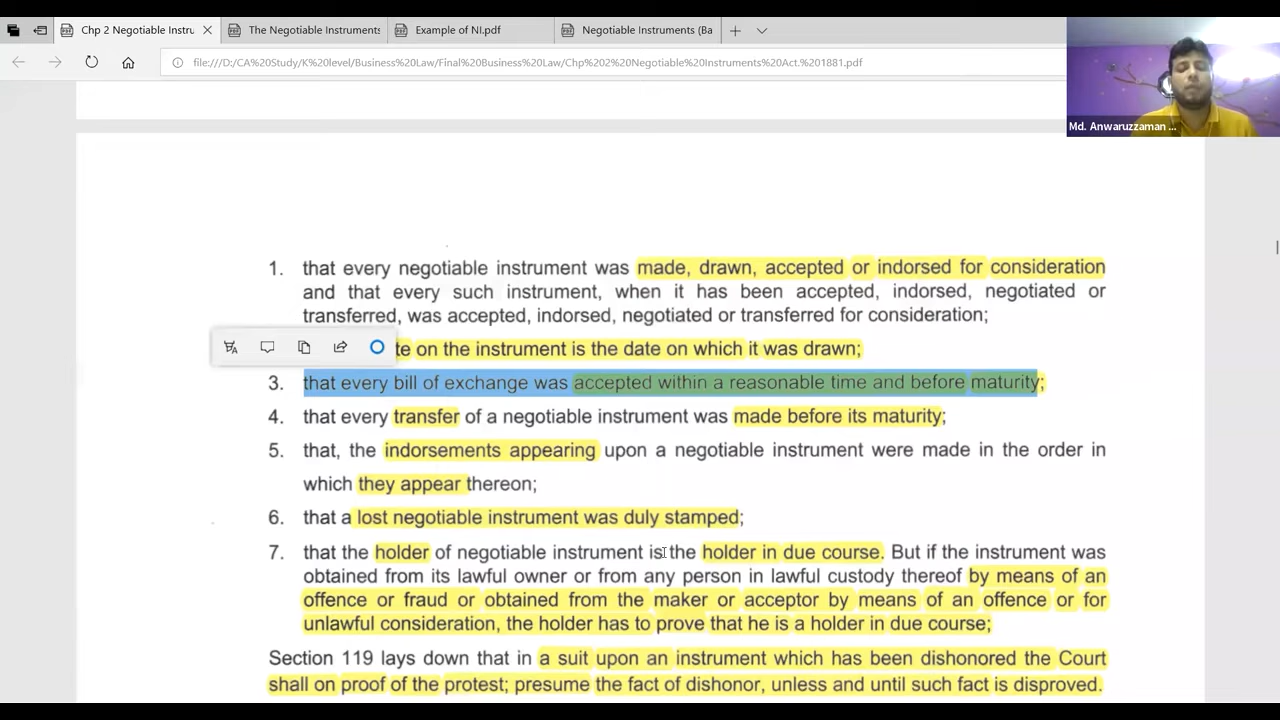 Chp 2 Negotiable Instru
The Negotiable Instruments
Example of NI.pdf
Negotiable Instruments (Ba
file:///D:/CA%20Study/K%20level/Business%20Law/Final%20Business%20Law/Chp%202%20Negotiable%20Instruments%20Act.%201881.pdf
Md. Anwaruzzaman ...
1. that every negotiable instrument was made, drawn, accepted or indorsed for consideration
and that every such instrument, when it has been accepted, indorsed, negotiated or
transferred, was accepted, indorsed, negotiated or transferred for consideration;
te on the instrument is the date on which it was drawn;
3. that every bill of exchange was accepted within a reasonable time and before maturity;
4. that every transfer of a negotiable instrument was made before its maturity;
5. that, the indorsements appearing upon a negotiable instrument were made in the order in
which they appear thereon;
6. that a lost negotiable instrument was duly stamped;
7. that the holder of negotiable instrument is the holder in due course. But if the instrument was
obtained from its lawful owner or from any person in lawful custody thereof by means of an
offence or fraud or obtained from the maker or acceptor by means of an offence or for
unlawful consideration, the holder has to prove that he is a holder in due course;
Section 119 lays down that in a suit upon an instrument which has been dishonored the Court
shall on proof of the protest; presume the fact of dishonor, unless and until such fact is disproved.